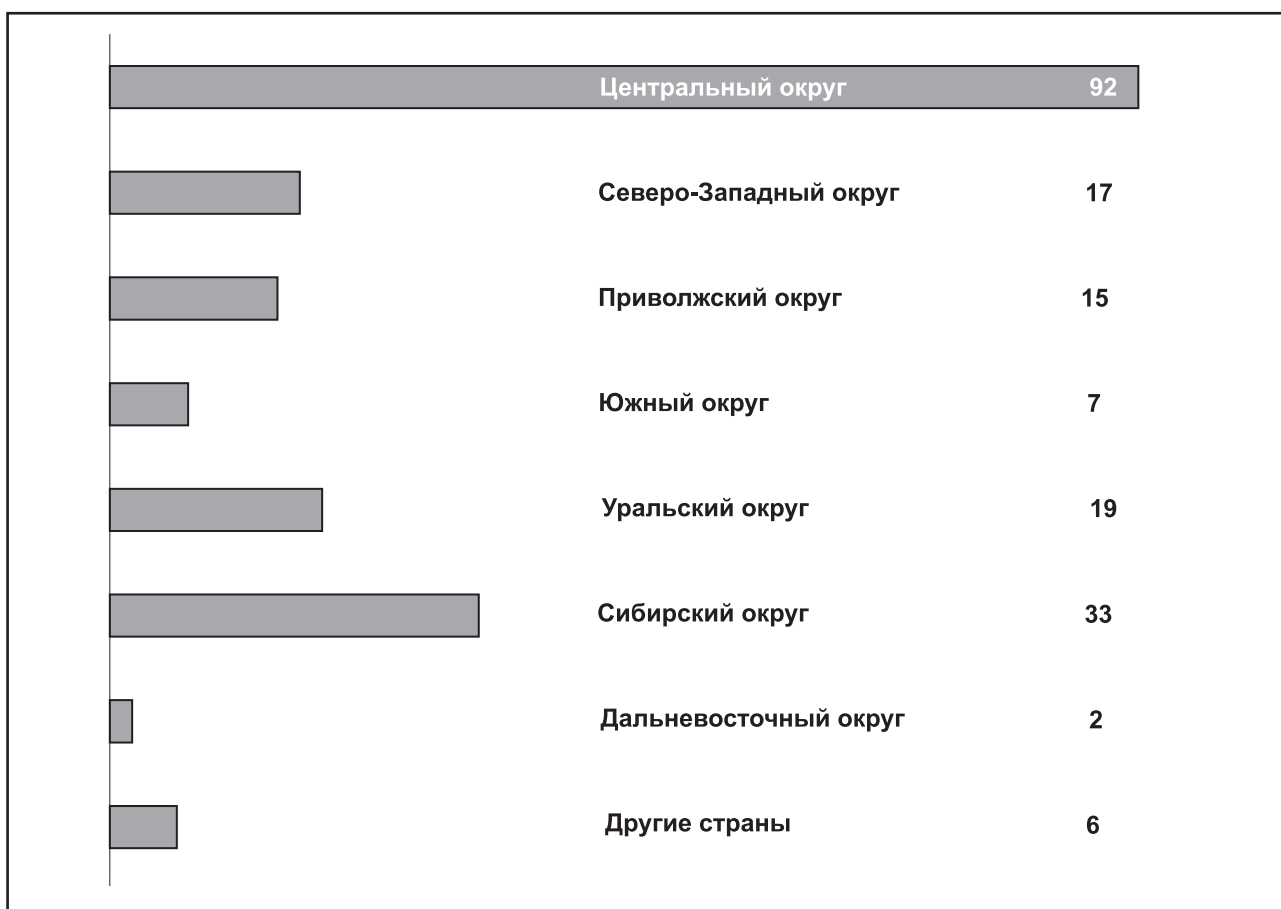 Центральный округ 92
Северо-Западный округ 17
Приволжский округ 15
Южный округ 7
Уральский округ 19
Сибирский округ 33
Дальневосточный округ 2
Другие страны 6